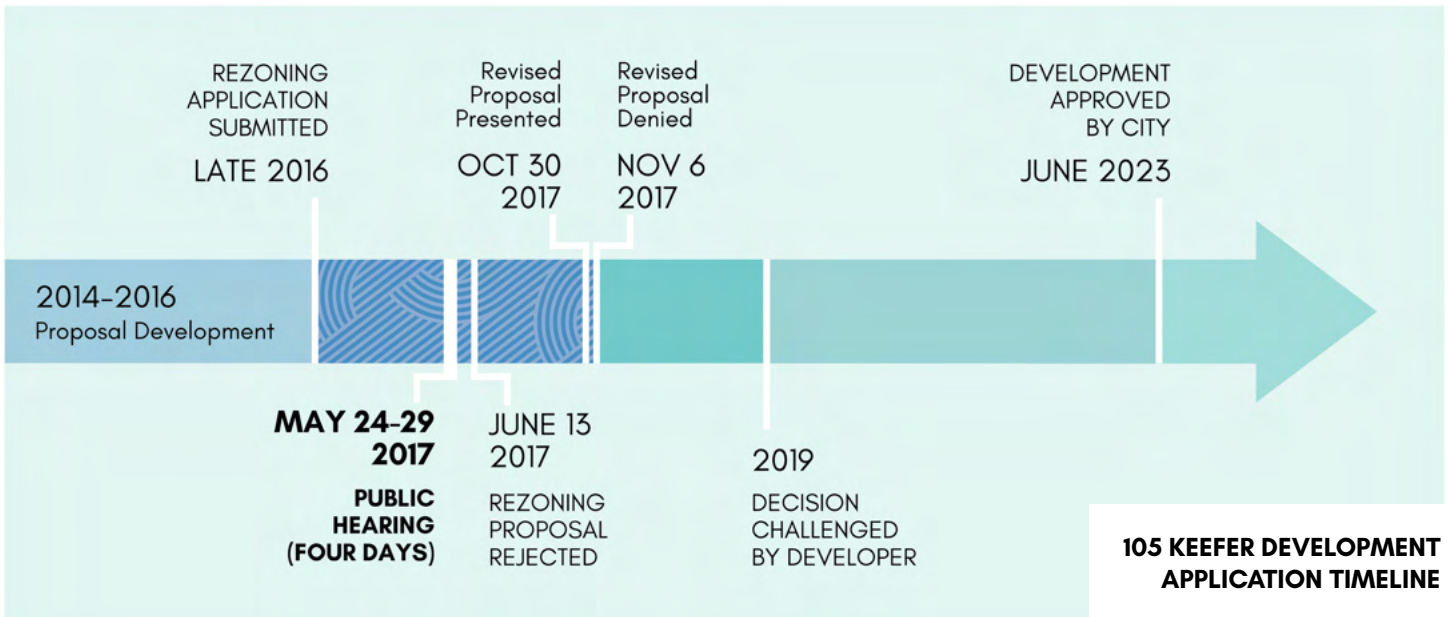 REZONING
APPLICATION
SUBMITTED
LATE 2016
Revised
Proposal
Presented
OCT 30
2017
Revised
Proposal
Denied
NOV 6
2017
DEVELOPMENT
APPROVED
BY CITY
JUNE 2023
2014-2016
Proposal Development
MAY 24-29
2017
PUBLIC
HEARING
(FOUR DAYS)
JUNE 13
2017
REZONING
PROPOSAL
REJECTED
2019
DECISION
CHALLENGED
BY DEVELOPER
105 KEEFER DEVELOPMENT
APPLICATION TIMELINE